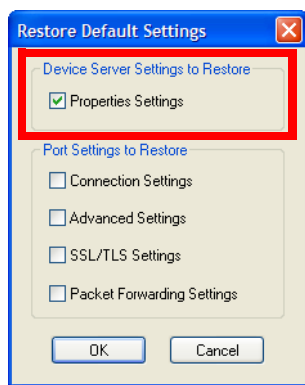 Restore Default Settings
Device Server Settings to Restore
Properties Settings
Port Settings to Restore
Connection Settings
Advanced Settings
SSL/TLS Settings
Packet Forwarding Settings
OK
Cancel